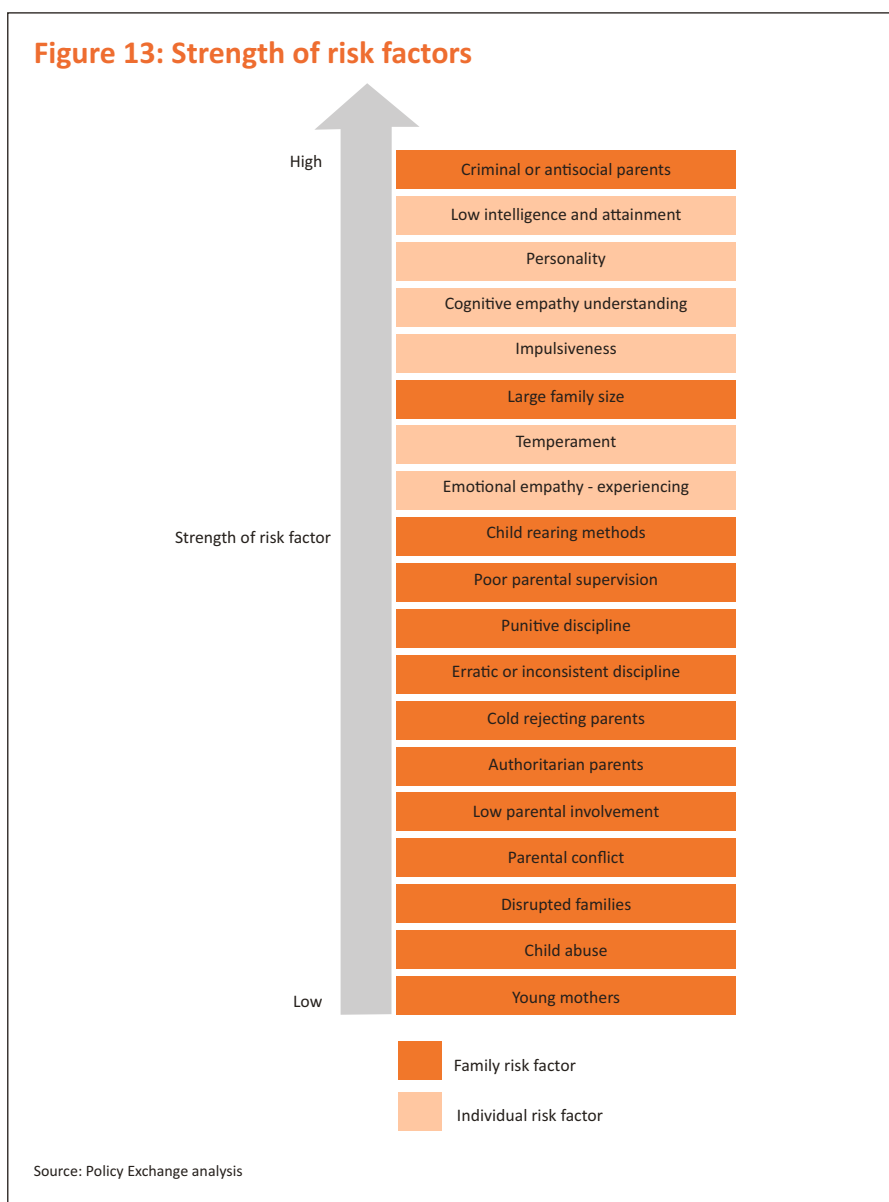 Figure 13: Strength of risk factors
High
Criminal or antisocial parents
Low intelligence and attainment
Personality
Cognitive empathy understanding
Impulsiveness
Large family size
Temperament
Emotional empathy - experiencing
Strength of risk factor
Child rearing methods
Poor parental supervision
Punitive discipline
Erratic or inconsistent discipline
Cold rejecting parents
Authoritarian parents
Low parental involvement
Parental conflict
Disrupted families
Child abuse
Low
Young mothers
Family risk factor
Individual risk factor
Source: Policy Exchange analysis